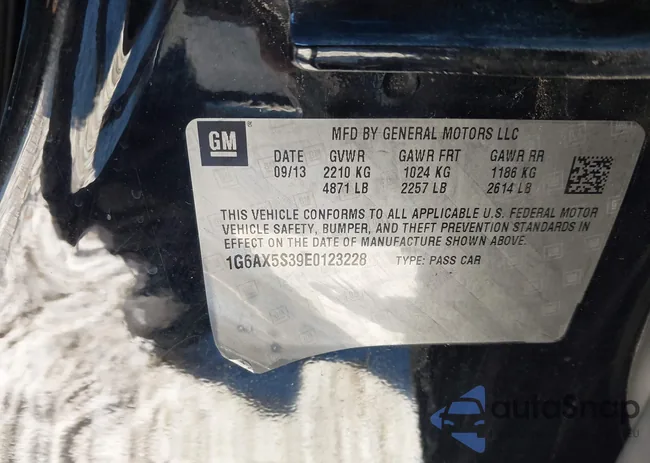 GM ®
MFD BY GENERAL MOTORS LLC
DATE GVWR GAWR FRT GAWR RR
09/13 2210 KG 1024 KG 1186 KG
4871 LB 2257 LB 2614 LB
THIS VEHICLE CONFORMS TO ALL APPLICABLE U.S. FEDERAL MOTOR
VEHICLE SAFETY, BUMPER, AND THEFT PREVENTION STANDARDS IN
EFFECT ON THE DATE OF MANUFACTURE SHOWN ABOVE.
1G6AX5S39E0123228 TYPE: PASS CAR
autoSnap